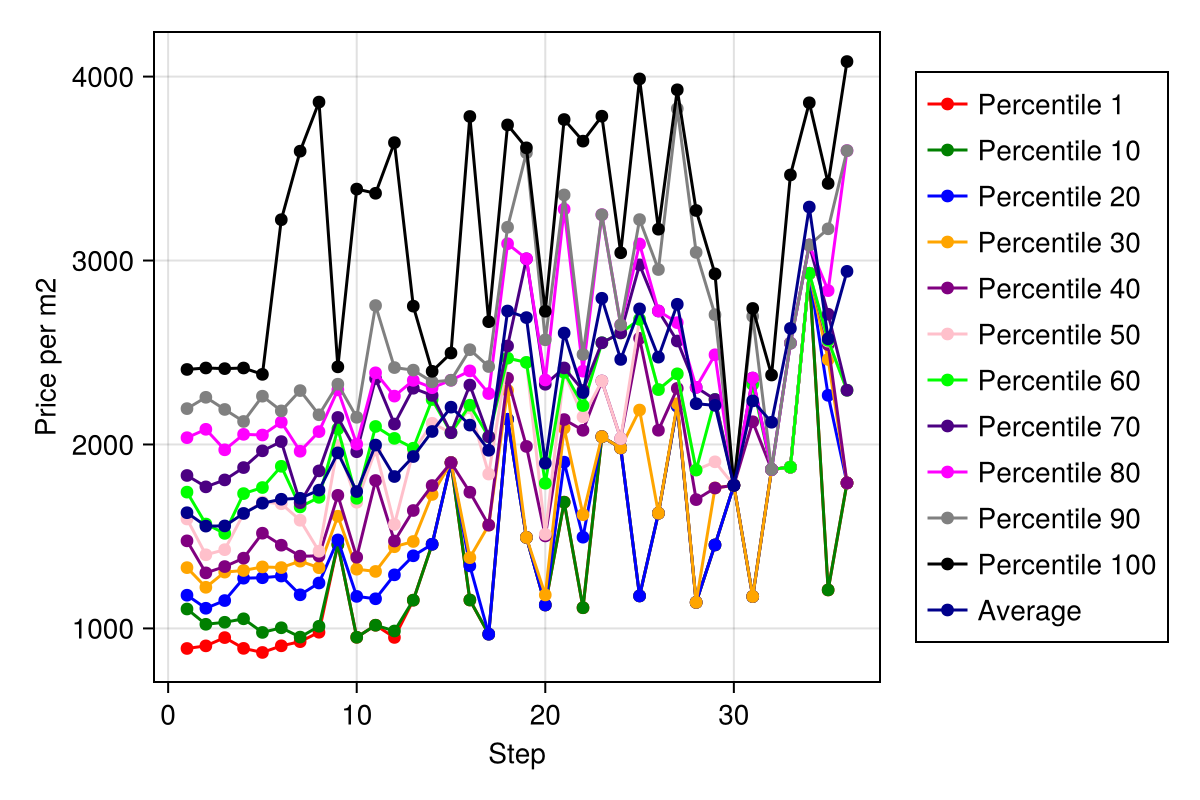 4000
3000
2000
1000
Price per m2
0 10 20 30
Step
Percentile 1
Percentile 10
Percentile 20
Percentile 30
Percentile 40
Percentile 50
Percentile 60
Percentile 70
Percentile 80
Percentile 90
Percentile 100
Average